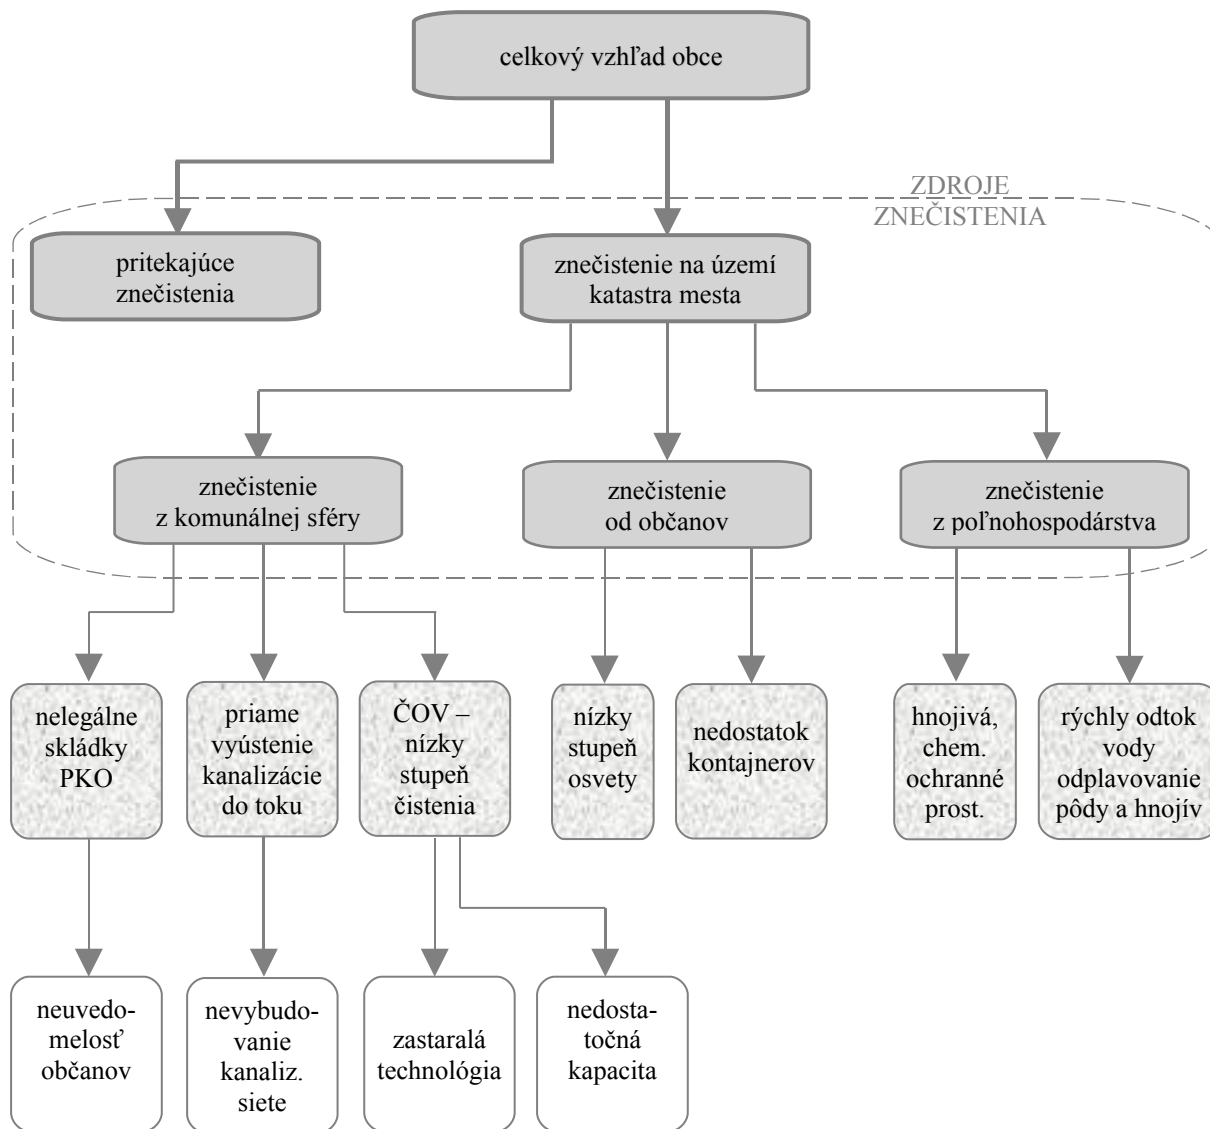 celkový vzhľad obce
ZDROJE
ZNEČISTENIA
pritekajúce
znečistenia
znečistenie na území
katastra mesta
znečistenie
z komunálnej sféry
znečistenie
od občanov
znečistenie
z poľnohospodárstva
nelegálne
skládky
PKO
priame
vyústenie
kanalizácie
do toku
ČOV –
nízky
stupeň
čistenia
nízky
stupeň
osvety
nedostatok
kontajnerov
hnojivá,
chem.
ochranné
prost.
rýchly odtok
vody
odplavovanie
pôdy a hnojív
neuvedo-
melosť
občanov
nevybudo-
vanie
kanaliz.
siete
zastaralá
technológia
nedosta-
točná
kapacita